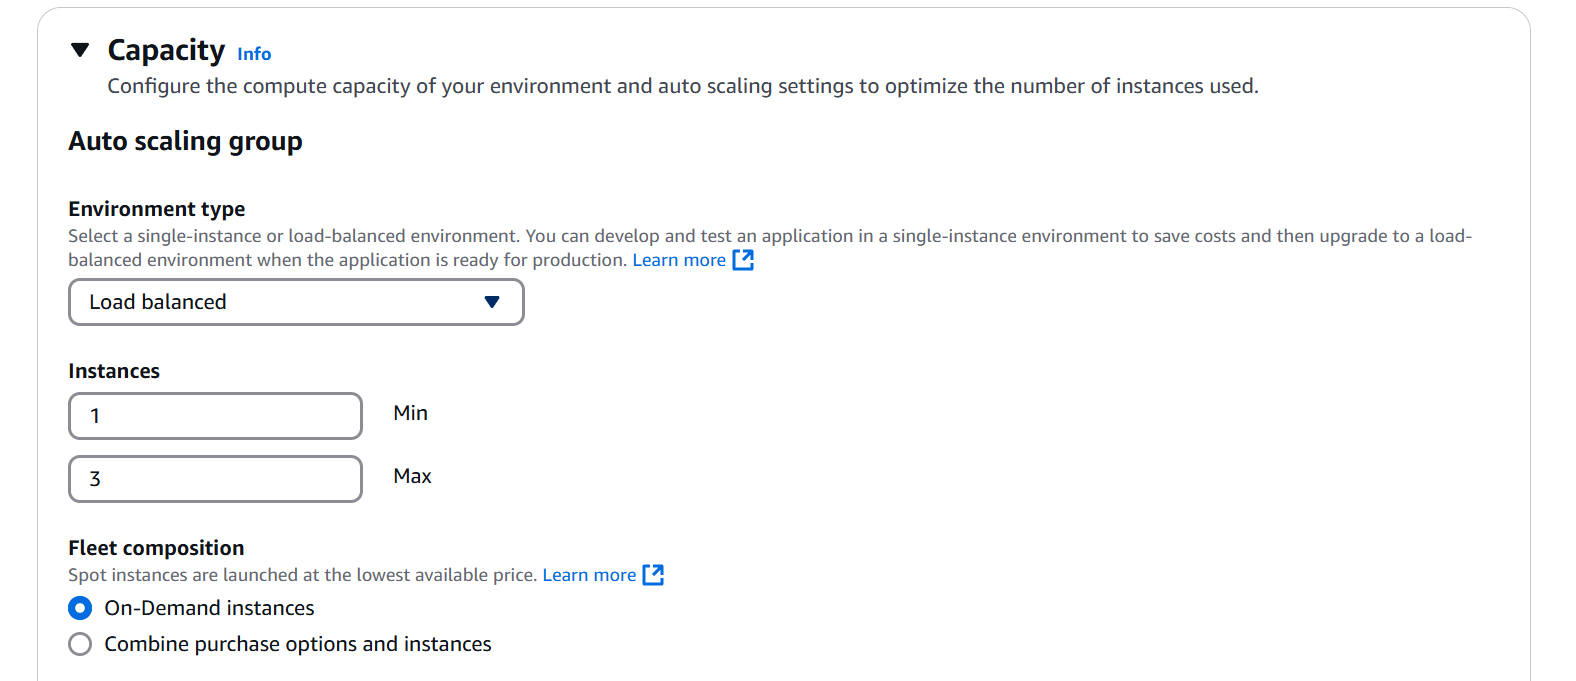 Capacity Info
Configure the compute capacity of your environment and auto scaling settings to optimize the number of instances used.
Auto scaling group
Environment type
Select a single-instance or load-balanced environment. You can develop and test an application in a single-instance environment to save costs and then upgrade to a load-
balanced environment when the application is ready for production. Learn more
Load balanced
Instances
1 Min
3 Max
Fleet composition
Spot instances are launched at the lowest available price. Learn more
On-Demand instances
Combine purchase options and instances